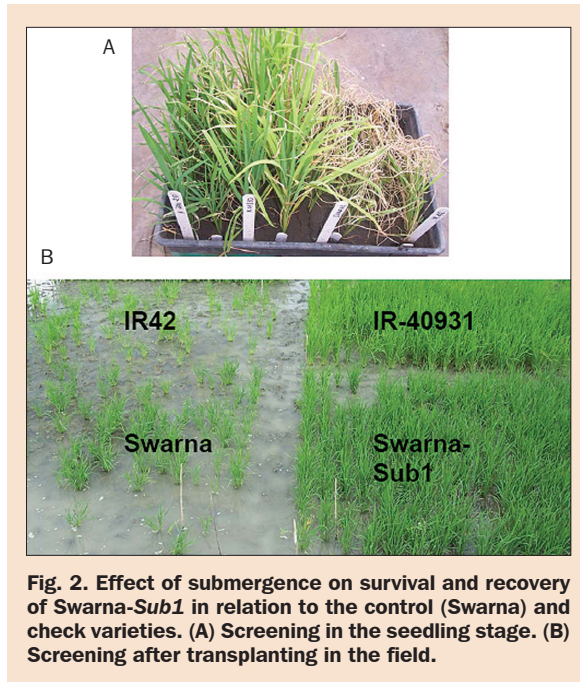 A
B
IR42
IR-40931
Swarna
Swarna-
Sub1
Fig. 2. Effect of submergence on survival and recovery
of Swarna-Sub1 in relation to the control (Swarna) and
check varieties. (A) Screening in the seedling stage. (B)
Screening after transplanting in the field.